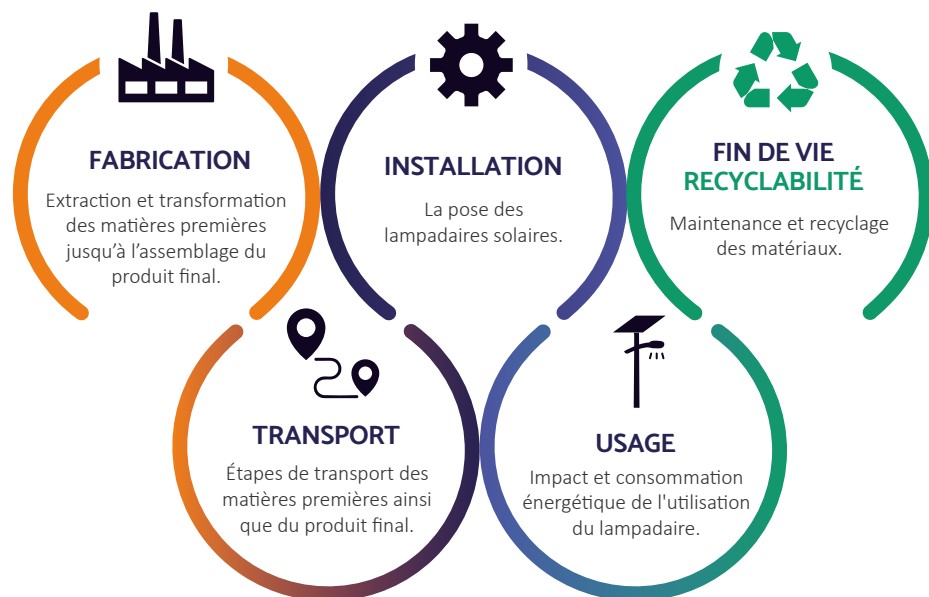 FABRICATION
Extraction et transformation
des matières premières
jusqu’à l’assemblage du
produit final.
TRANSPORT
Étapes de transport des
matières premières ainsi
que du produit final.
INSTALLATION
La pose des
lampadaires solaires.
USAGE
Impact et consommation
énergétique de l'utilisation
du lampadaire.
FIN DE VIE
RECYCLABILITÉ
Maintenance et recyclage
des matériaux.